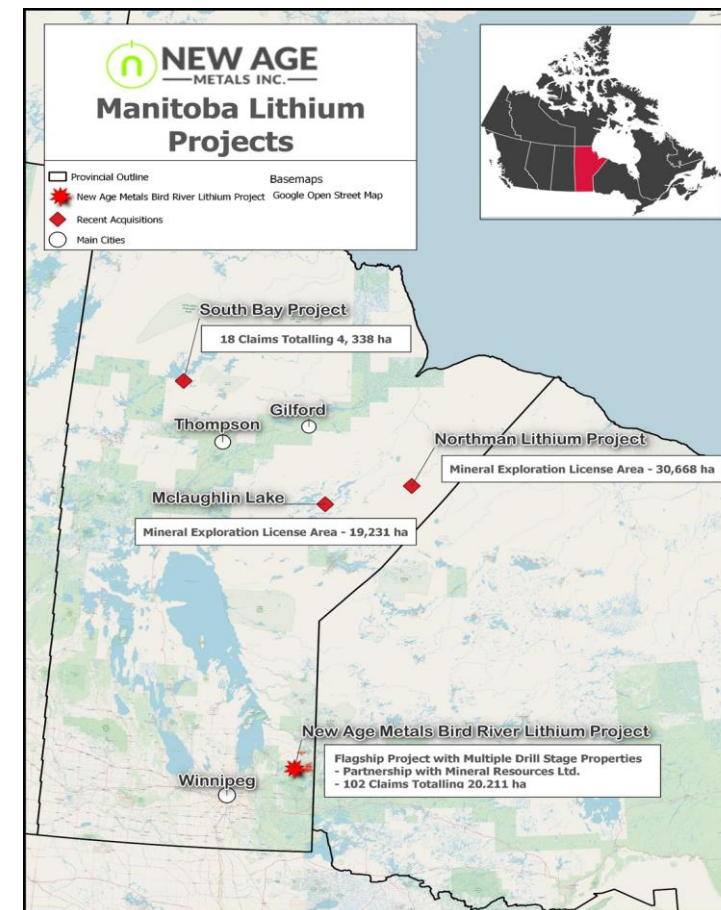 NEW AGE
METALS INC.
Manitoba Lithium
Projects
Provincial Outline
New Age Metals Bird River Lithium Project
Recent Acquisitions
Main Cities
Basemaps
Google Open Street Map
South Bay Project
18 Claims Totalling 4, 338 ha
Gilford
Thompson
Northman Lithium Project
Mineral Exploration License Area - 30,668 ha
Mclaughlin Lake
Mineral Exploration License Area - 19,231 ha
New Age Metals Bird River Lithium Project
Flagship Project with Multiple Drill Stage Properties
- Partnership with Mineral Resources Ltd.
- 102 Claims Totalling 20,211 ha
Winnipeg